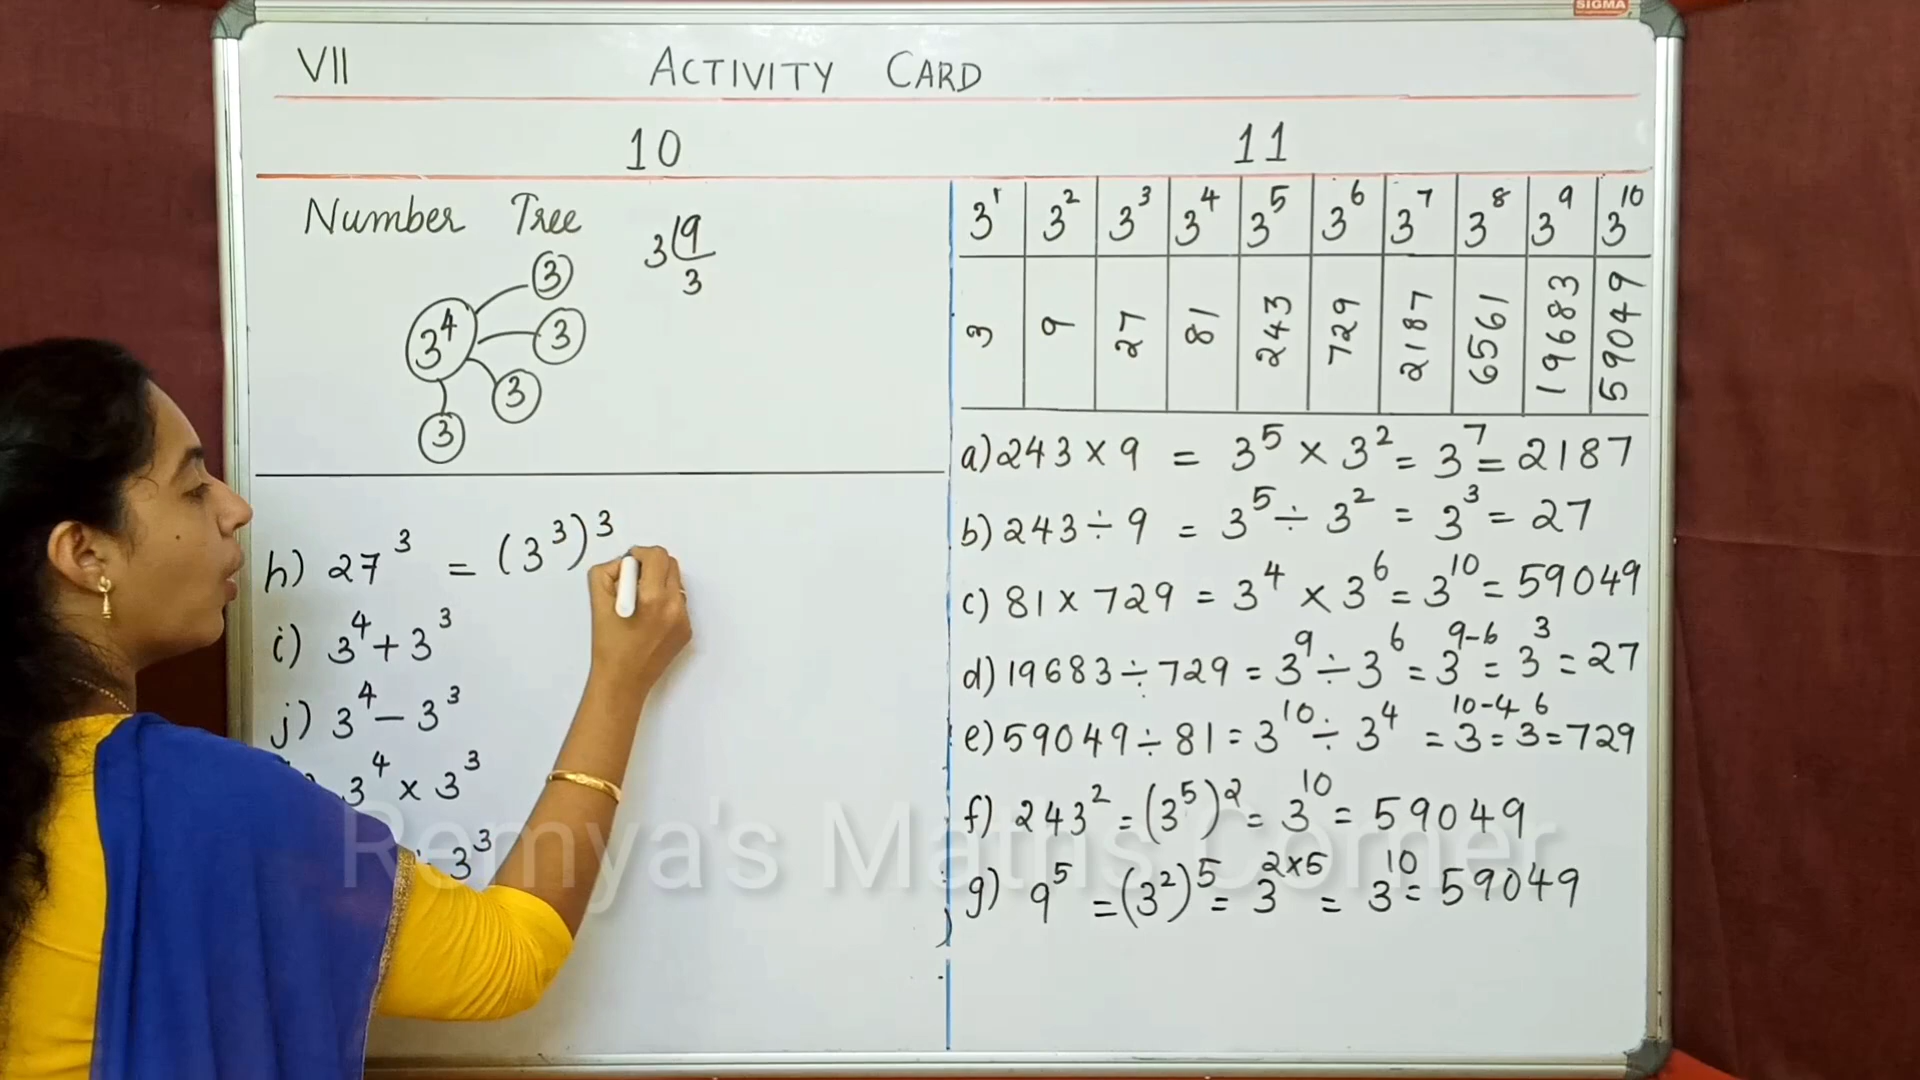 SIGMA
VII ACTIVITY CARD
10
Number Tree
3⁴
3
3
3
3
3 9
3
h) 27³ = (3³)³
i) 3⁴ + 3³
j) 3⁴ - 3³
3⁴ × 3³
3³
11
3¹ 3² 3³ 3⁴ 3⁵ 3⁶ 3⁷ 3⁸ 3⁹ 3¹⁰
3 9 27 81 243 729 2187 6561 19683 59049
a) 243 × 9 = 3⁵ × 3² = 3⁷ = 2187
b) 243 ÷ 9 = 3⁵ ÷ 3² = 3³ = 27
c) 81 × 729 = 3⁴ × 3⁶ = 3¹⁰ = 59049
d) 19683 ÷ 729 = 3⁹ ÷ 3⁶ = 3⁹⁻⁶ = 3³ = 27
e) 59049 ÷ 81 = 3¹⁰ ÷ 3⁴ = 3¹⁰⁻⁴ = 3⁶ = 729
f) 243² = (3⁵)² = 3¹⁰ = 59049
g) 9⁵ = (3²)⁵ = 3²ˣ⁵ = 3¹⁰ = 59049
Remya's Maths Corner